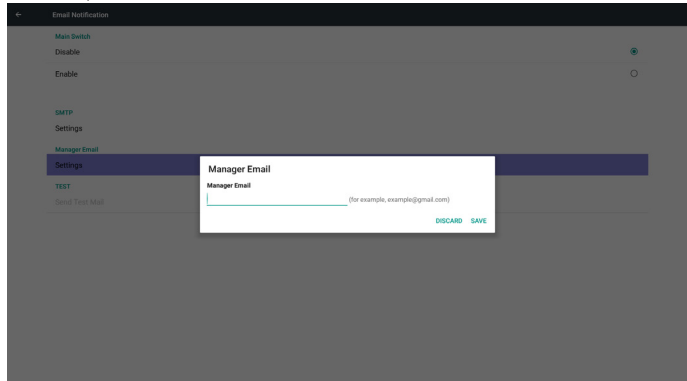 Email Notification
Main Switch
Disable
Enable
SMTP
Settings
Manager Email
Settings
TEST
Send Test Mail
Manager Email
Manager Email
(for example, example@gmail.com)
DISCARD SAVE